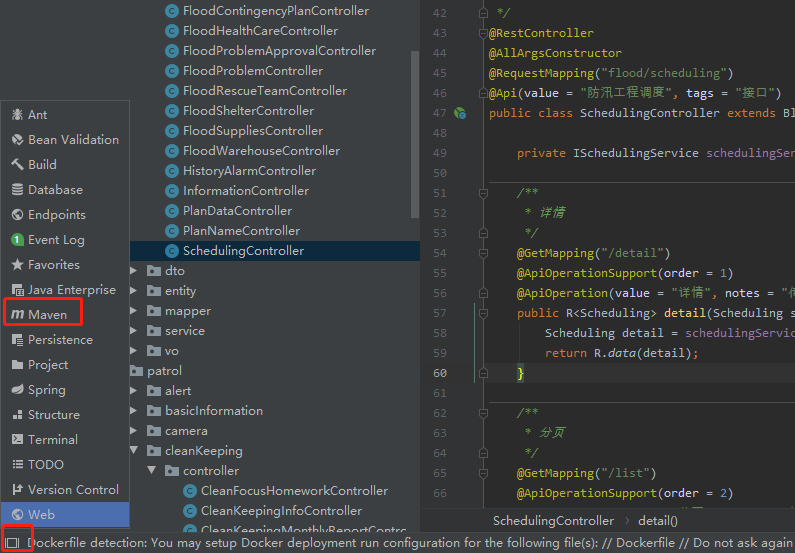 FloodContingencyPlanController
FloodHealthCareController
FloodProblemApprovalController
FloodProblemController
FloodRescueTeamController
FloodShelterController
FloodSuppliesController
FloodWarehouseController
HistoryAlarmController
InformationController
PlanDataController
PlanNameController
SchedulingController
dto
entity
mapper
service
vo
patrol
alert
basicInformation
camera
cleanKeeping
controller
CleanFocusHomeworkController
CleanKeepingInfoController
CleanKeepingMonthlyReportContrc
Ant
Bean Validation
Build
Database
Endpoints
1 Event Log
Favorites
Java Enterprise
m Maven
Persistence
Project
Spring
Structure
Terminal
TODO
Version Control
Web
42 */
43 @RestController
44 @AllArgsConstructor
45 @RequestMapping("flood/scheduling")
46 @Api(value = "防汛工程调度", tags = "接口")
47 public class SchedulingController extends Bl
48
49 private ISchedulingService schedulingSer
50
51 /**
52 * 详情
53 */
54 @GetMapping("/detail")
55 @ApiOperationSupport(order = 1)
56 @ApiOperation(value = "详情", notes = "传
57 public R<Scheduling> detail(Scheduling s
58 Scheduling detail = schedulingServic
59 return R.data(detail);
60 }
61
62 /**
63 * 分页
64 */
65 @GetMapping("/list")
66 @ApiOperationSupport(order = 2)
SchedulingController › detail()
Dockerfile detection: You may setup Docker deployment run configuration for the following file(s): // Dockerfile // Do not ask again